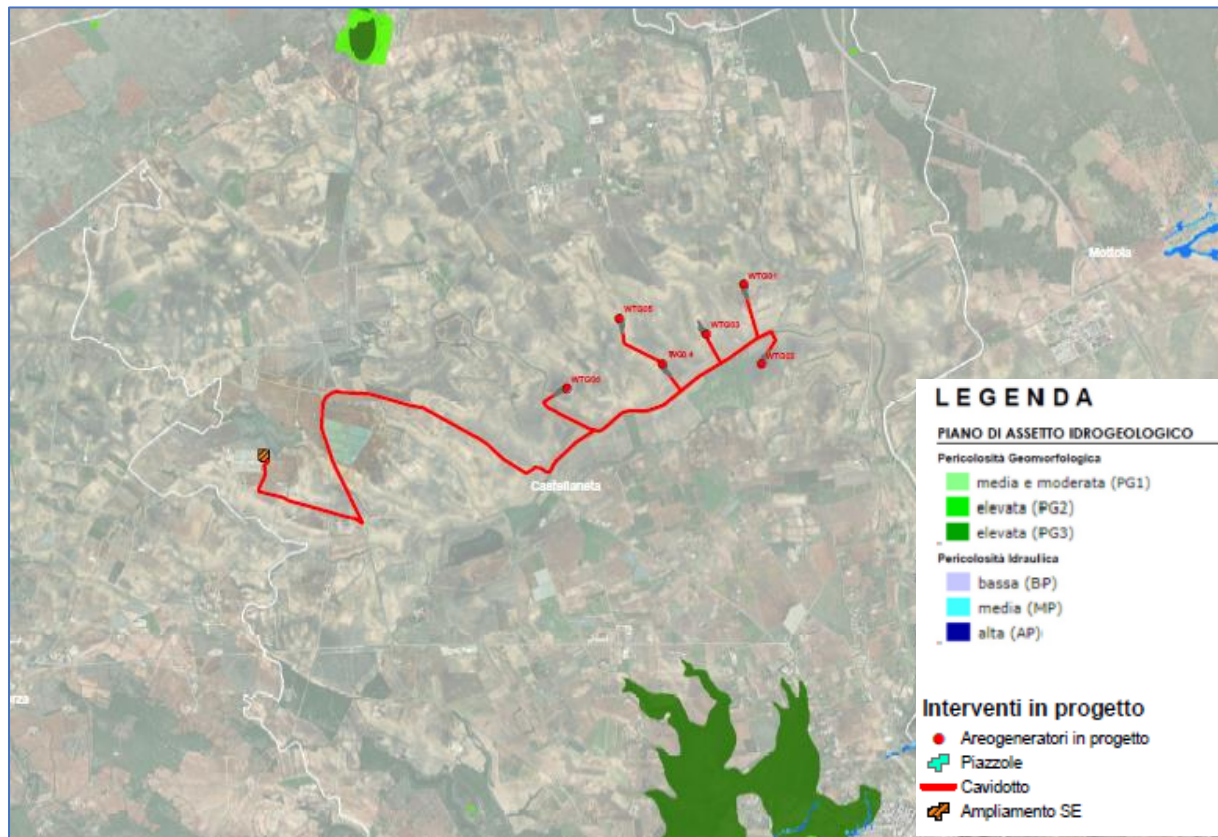 WTG01
Mottola
WTG05
WTG03
WTG02
WTG06
Castellaneta
LEGENDA
PIANO DI ASSETTO IDROGEOLOGICO
Pericolosità Geomorfologica
media e moderata (PG1)
elevata (PG2)
elevata (PG3)
Pericolosità Idraulica
bassa (BP)
media (MP)
alta (AP)
Interventi in progetto
Areogeneratori in progetto
Piazzole
Cavidotto
Ampliamento SE